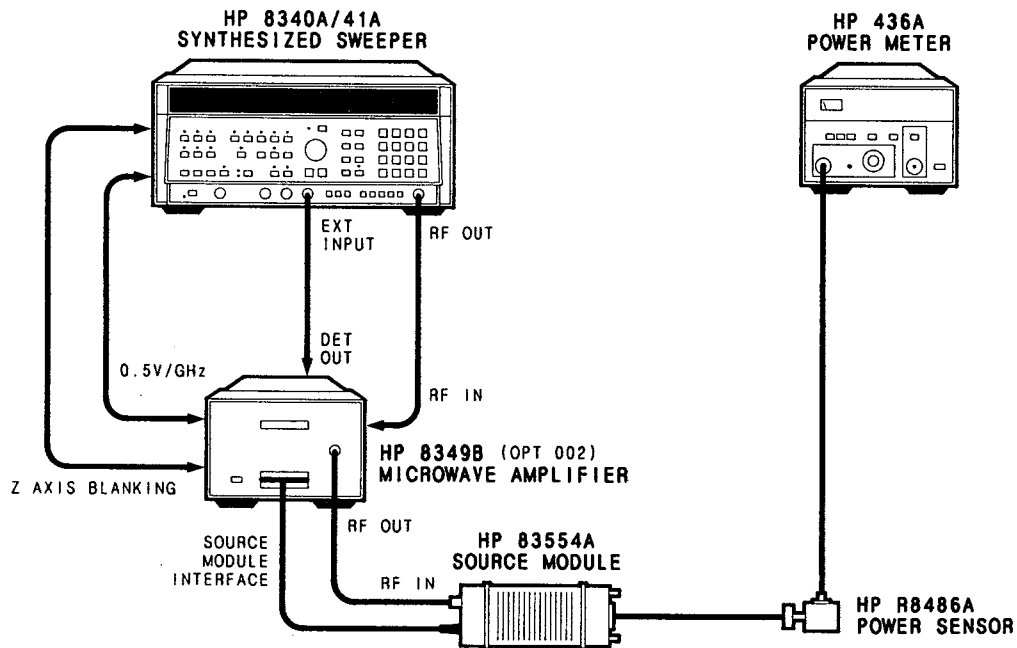 HP 8340A/41A
SYNTHESIZED SWEEPER
HP 436A
POWER METER
EXT
INPUT
RF OUT
DET
OUT
0.5V/GHz
RF IN
HP 8349B (OPT 002)
MICROWAVE AMPLIFIER
Z AXIS BLANKING
RF OUT
SOURCE
MODULE
INTERFACE
HP 83554A
SOURCE MODULE
RF IN
HP R8486A
POWER SENSOR